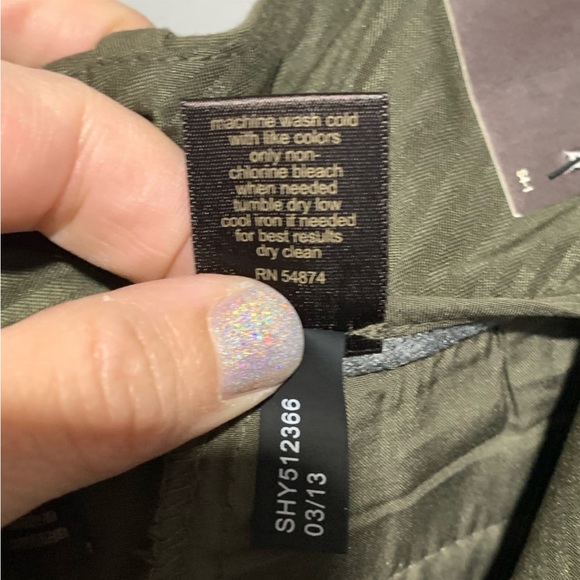 machine wash cold
with like colors
only non-
chlorine bleach
when needed
tumble dry low
cool iron if needed
for best results
dry clean
RN 54874
SHY512366
03/13